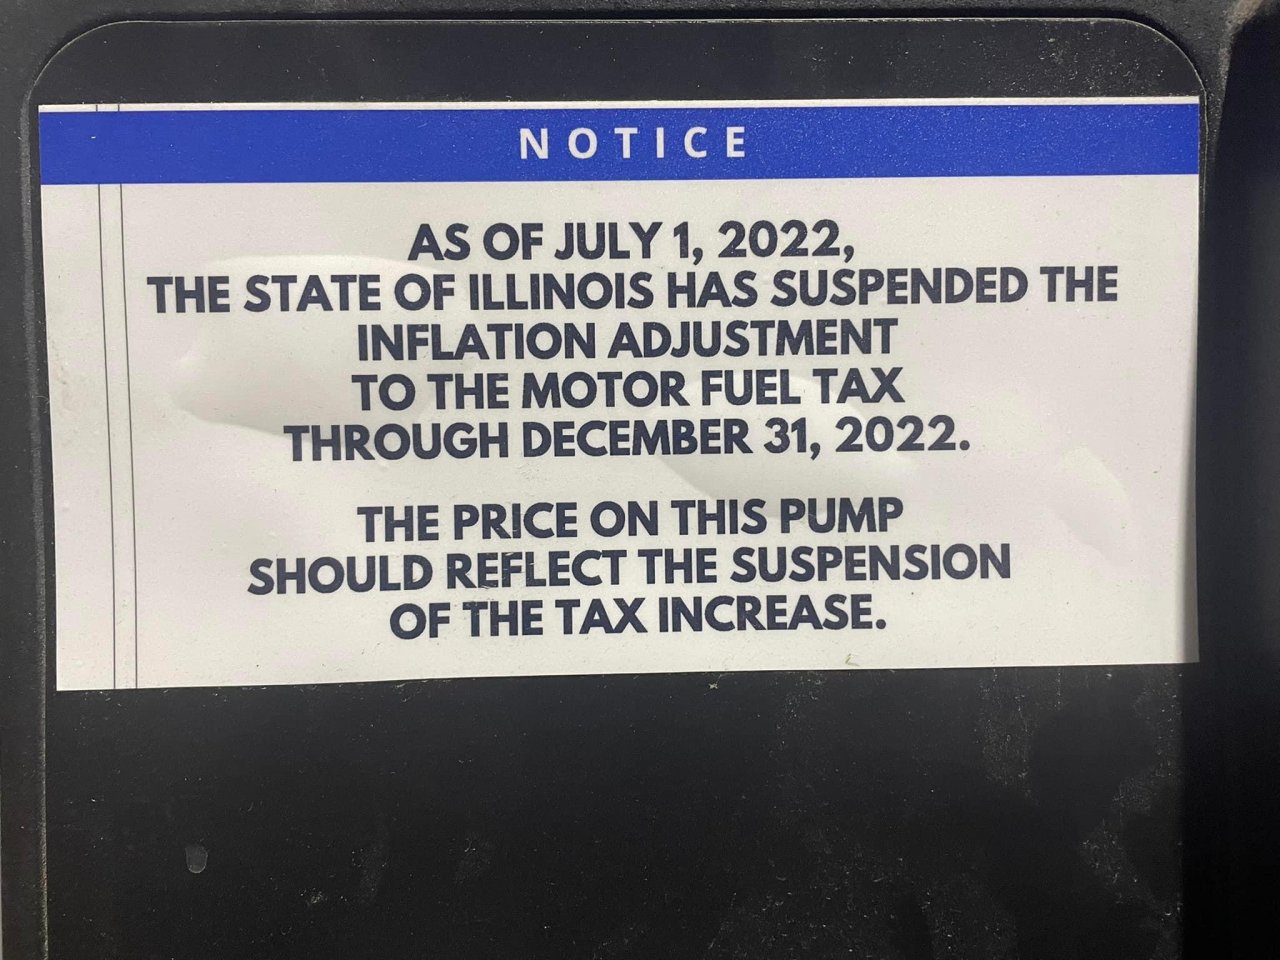 NOTICE
AS OF JULY 1, 2022,
THE STATE OF ILLINOIS HAS SUSPENDED THE
INFLATION ADJUSTMENT
TO THE MOTOR FUEL TAX
THROUGH DECEMBER 31, 2022.
THE PRICE ON THIS PUMP
SHOULD REFLECT THE SUSPENSION
OF THE TAX INCREASE.